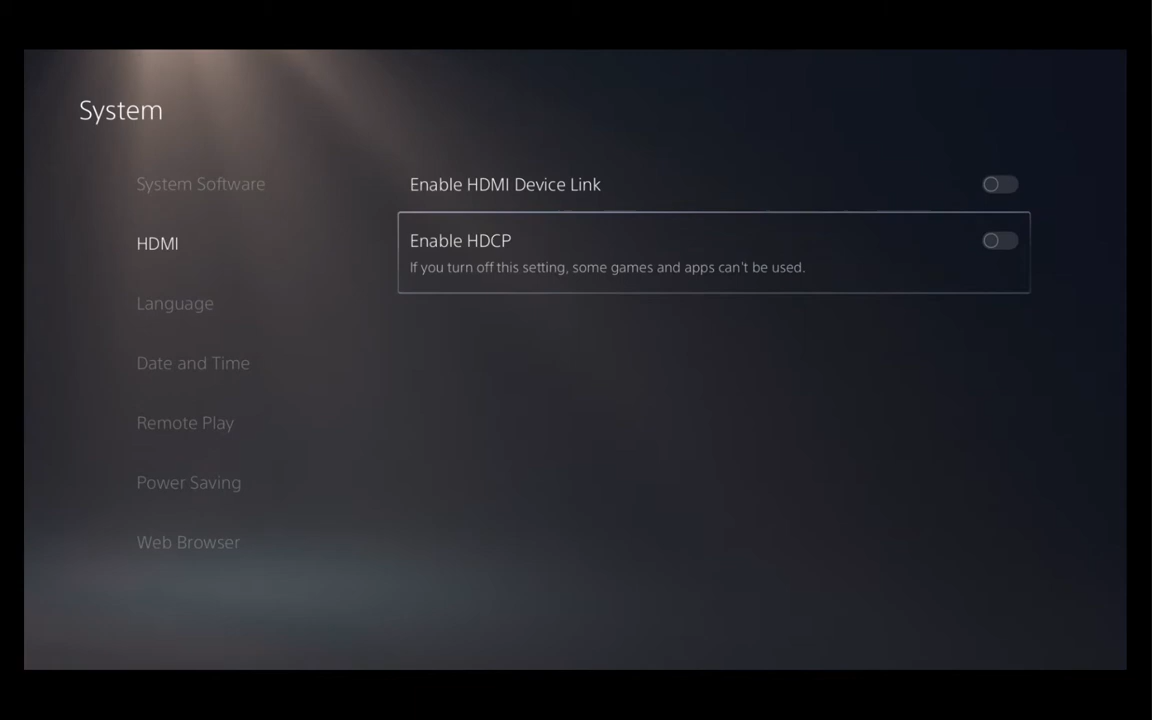 System
System Software
HDMI
Language
Date and Time
Remote Play
Power Saving
Web Browser
Enable HDMI Device Link
Enable HDCP
If you turn off this setting, some games and apps can't be used.